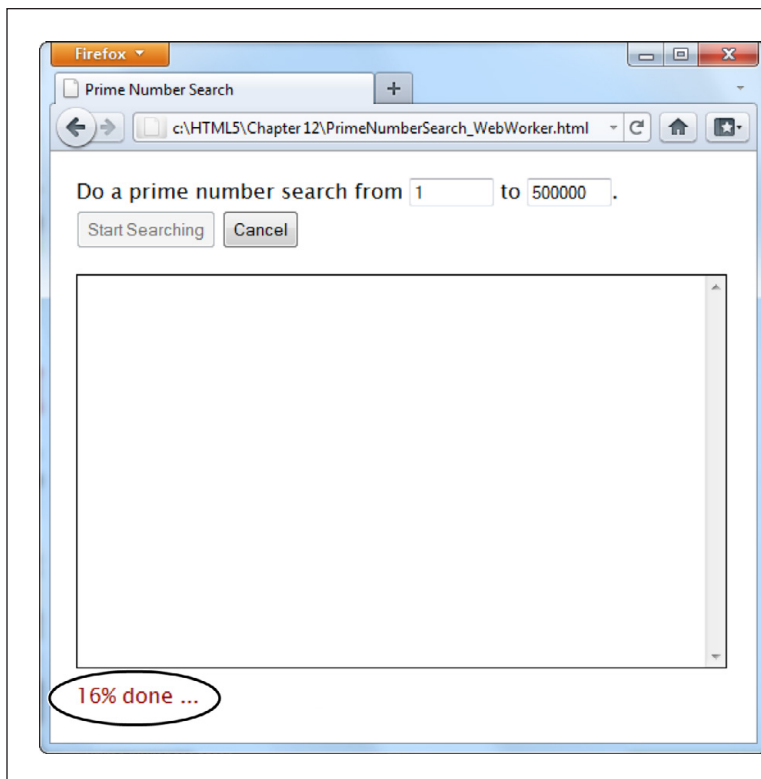 Firefox
Prime Number Search
c:\HTML5\Chapter 12\PrimeNumberSearch_WebWorker.html
Do a prime number search from 1 to 500000 .
Start Searching Cancel
16% done ...